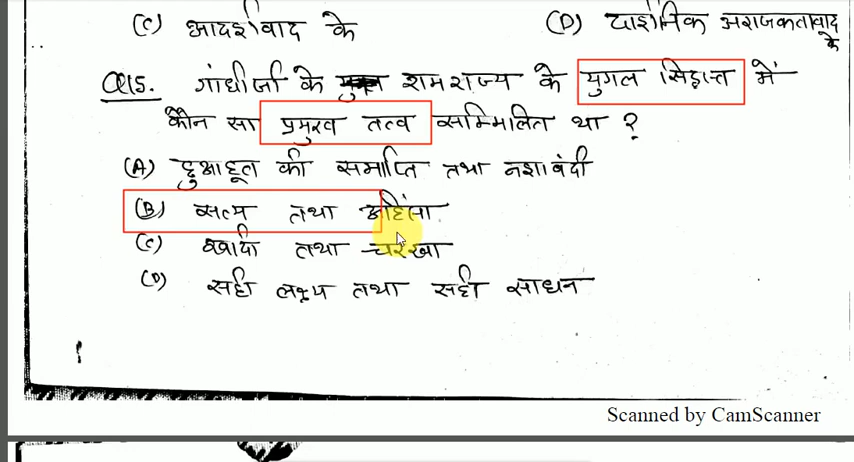 (C) आदर्शवाद के (D) दार्शनिक अराजकतावाद के
Q15. गांधीजी के रामराज्य के युगल सिद्धान्त में
कौन सा प्रमुख तत्व सम्मिलित था ?
(A) छुआछूत की समाप्ति तथा नशाबंदी
(B) सत्य तथा अहिंसा
(C) खादी तथा चरखा
(D) सही लक्ष्य तथा सही साधन
Scanned by CamScanner